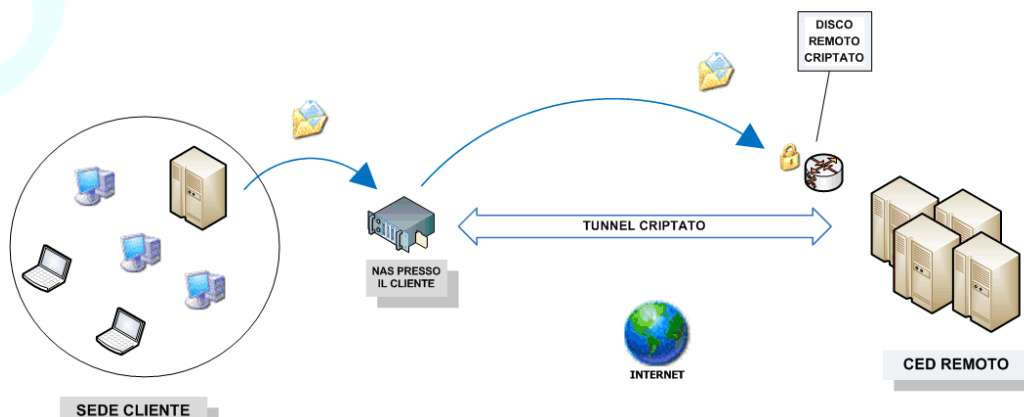 DISCO
REMOTO
CRIPTATO
TUNNEL CRIPTATO
NAS PRESSO
IL CLIENTE
INTERNET
CED REMOTO
SEDE CLIENTE